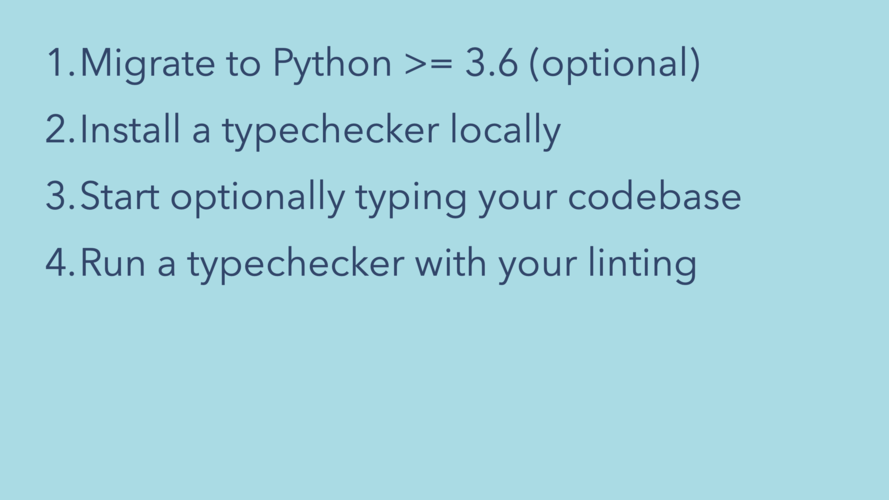 1. Migrate to Python >= 3.6 (optional)
2. Install a typechecker locally
3. Start optionally typing your codebase
4. Run a typechecker with your linting